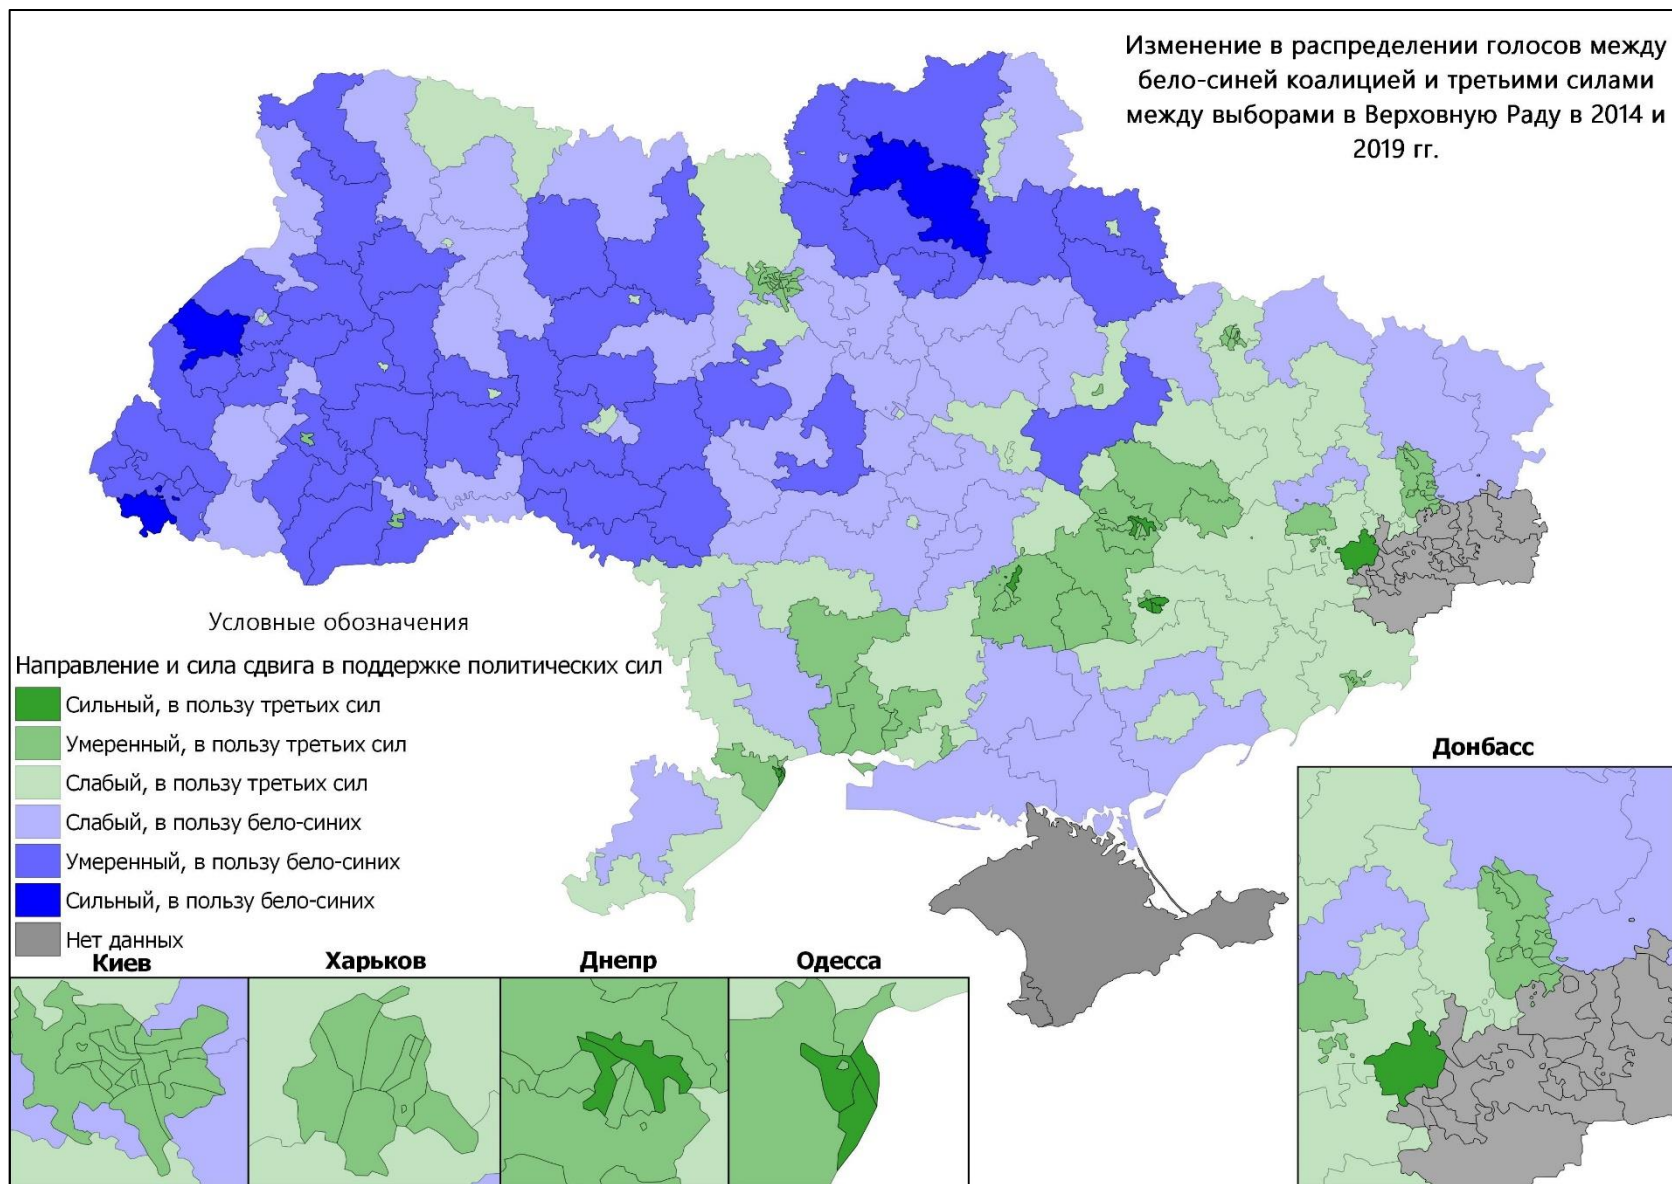 Изменение в распределении голосов между
бело-синей коалицией и третьими силами
между выборами в Верховную Раду в 2014 и
2019 гг.
Условные обозначения
Направление и сила сдвига в поддержке политических сил
Сильный, в пользу третьих сил
Умеренный, в пользу третьих сил
Слабый, в пользу третьих сил
Слабый, в пользу бело-синих
Умеренный, в пользу бело-синих
Сильный, в пользу бело-синих
Нет данных
Киев
Харьков
Днепр
Одесса
Донбасс